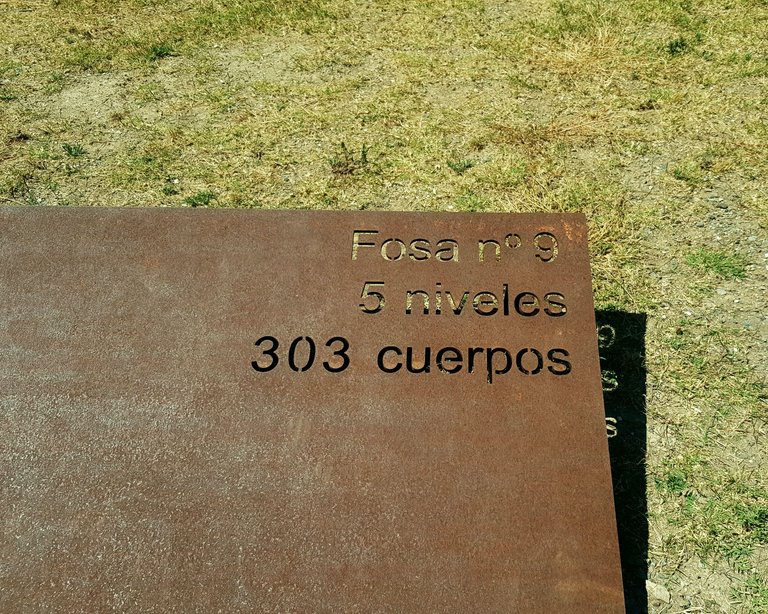 Fosa nº 9
5 niveles
303 cuerpos